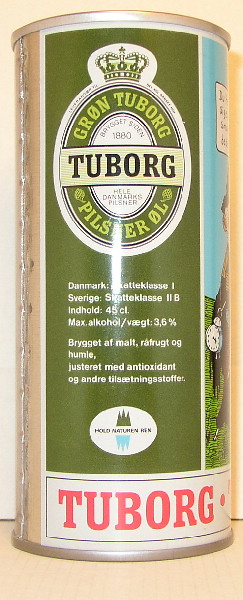 GRØN TUBORG
BRYGGET SIDEN
1880
TUBORG
HELE
DANMARKS
PILSNER
PILSNER ØL
Danmark: Skatteklasse I
Sverige: Skatteklasse II B
Indhold: 45 cl.
Max. alkohol/vægt: 3,6%
Brygget af malt, råfrugt og
humle,
justeret med antioxidant
og andre tilsætningsstoffer.
HOLD NATUREN REN
TUBORG •